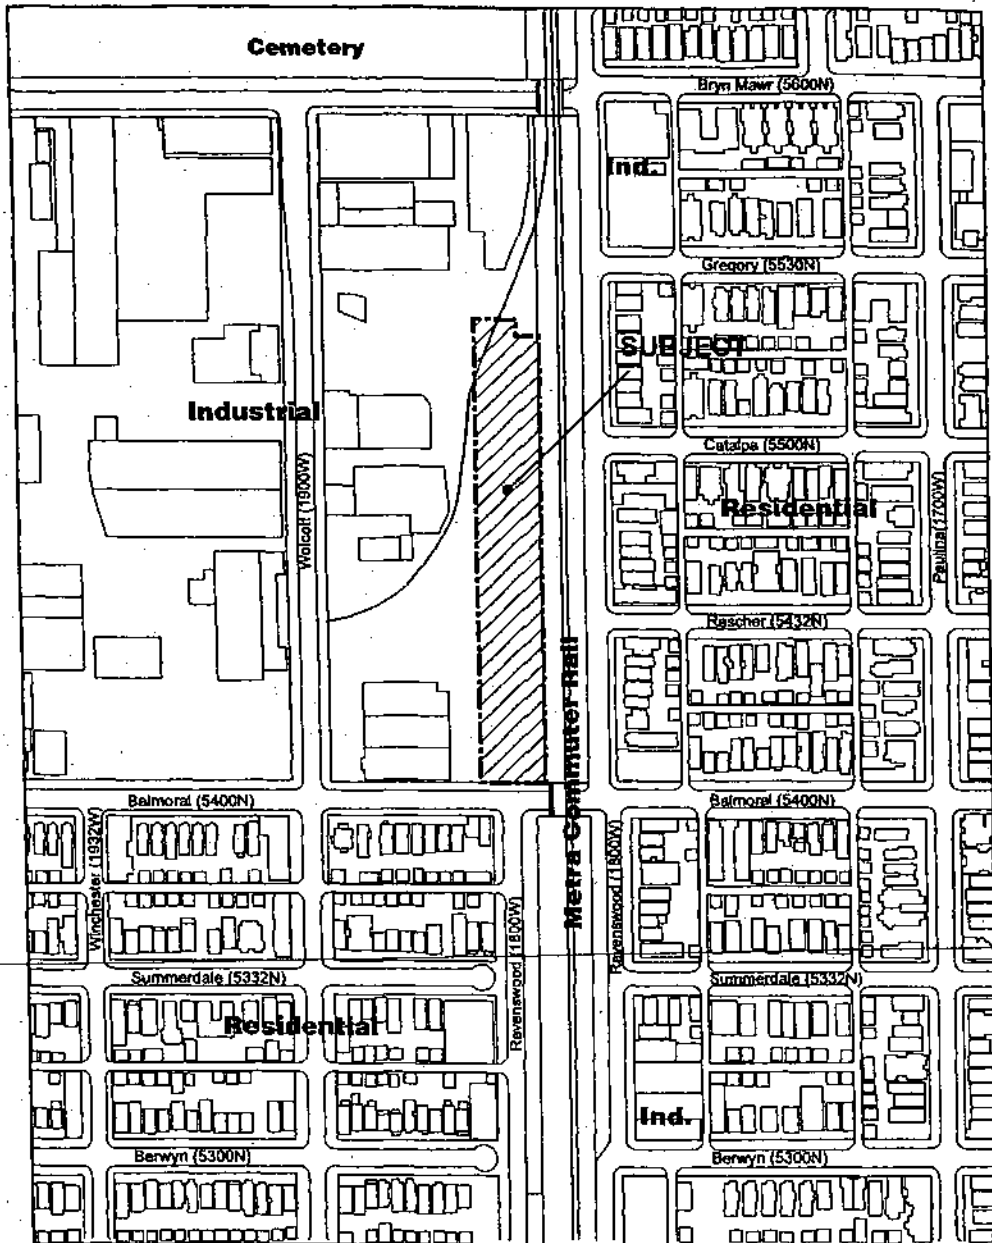 Cemetery
Bryn Mawr (5600N)
Ind.
Gregory (5530N)
SUBJECT
Industrial
Catalpa (5500N)
Wolcott (1900W)
Residential
Paulina (1700W)
Rascher (5432N)
Metra Commuter Rail
Balmoral (5400N)
Balmoral (5400N)
Winchester (1932W)
Ravenswood (1800W)
Ravenswood (1800W)
Summerdale (5332N)
Summerdale (5332N)
Residential
Ind.
Berwyn (5300N)
Berwyn (5300N)